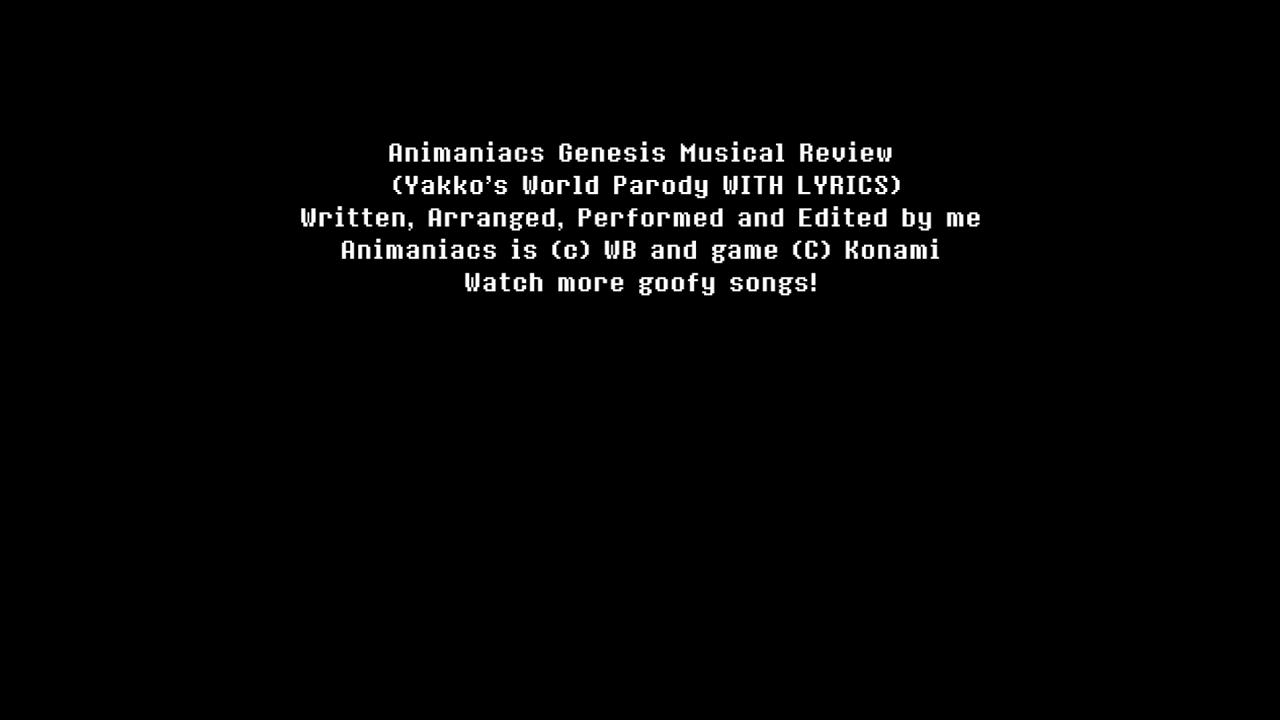 Animaniacs Genesis Musical Review
(Yakko's World Parody WITH LYRICS)
Written, Arranged, Performed and Edited by me
Animaniacs is (c) WB and game (C) Konami
Watch more goofy songs!